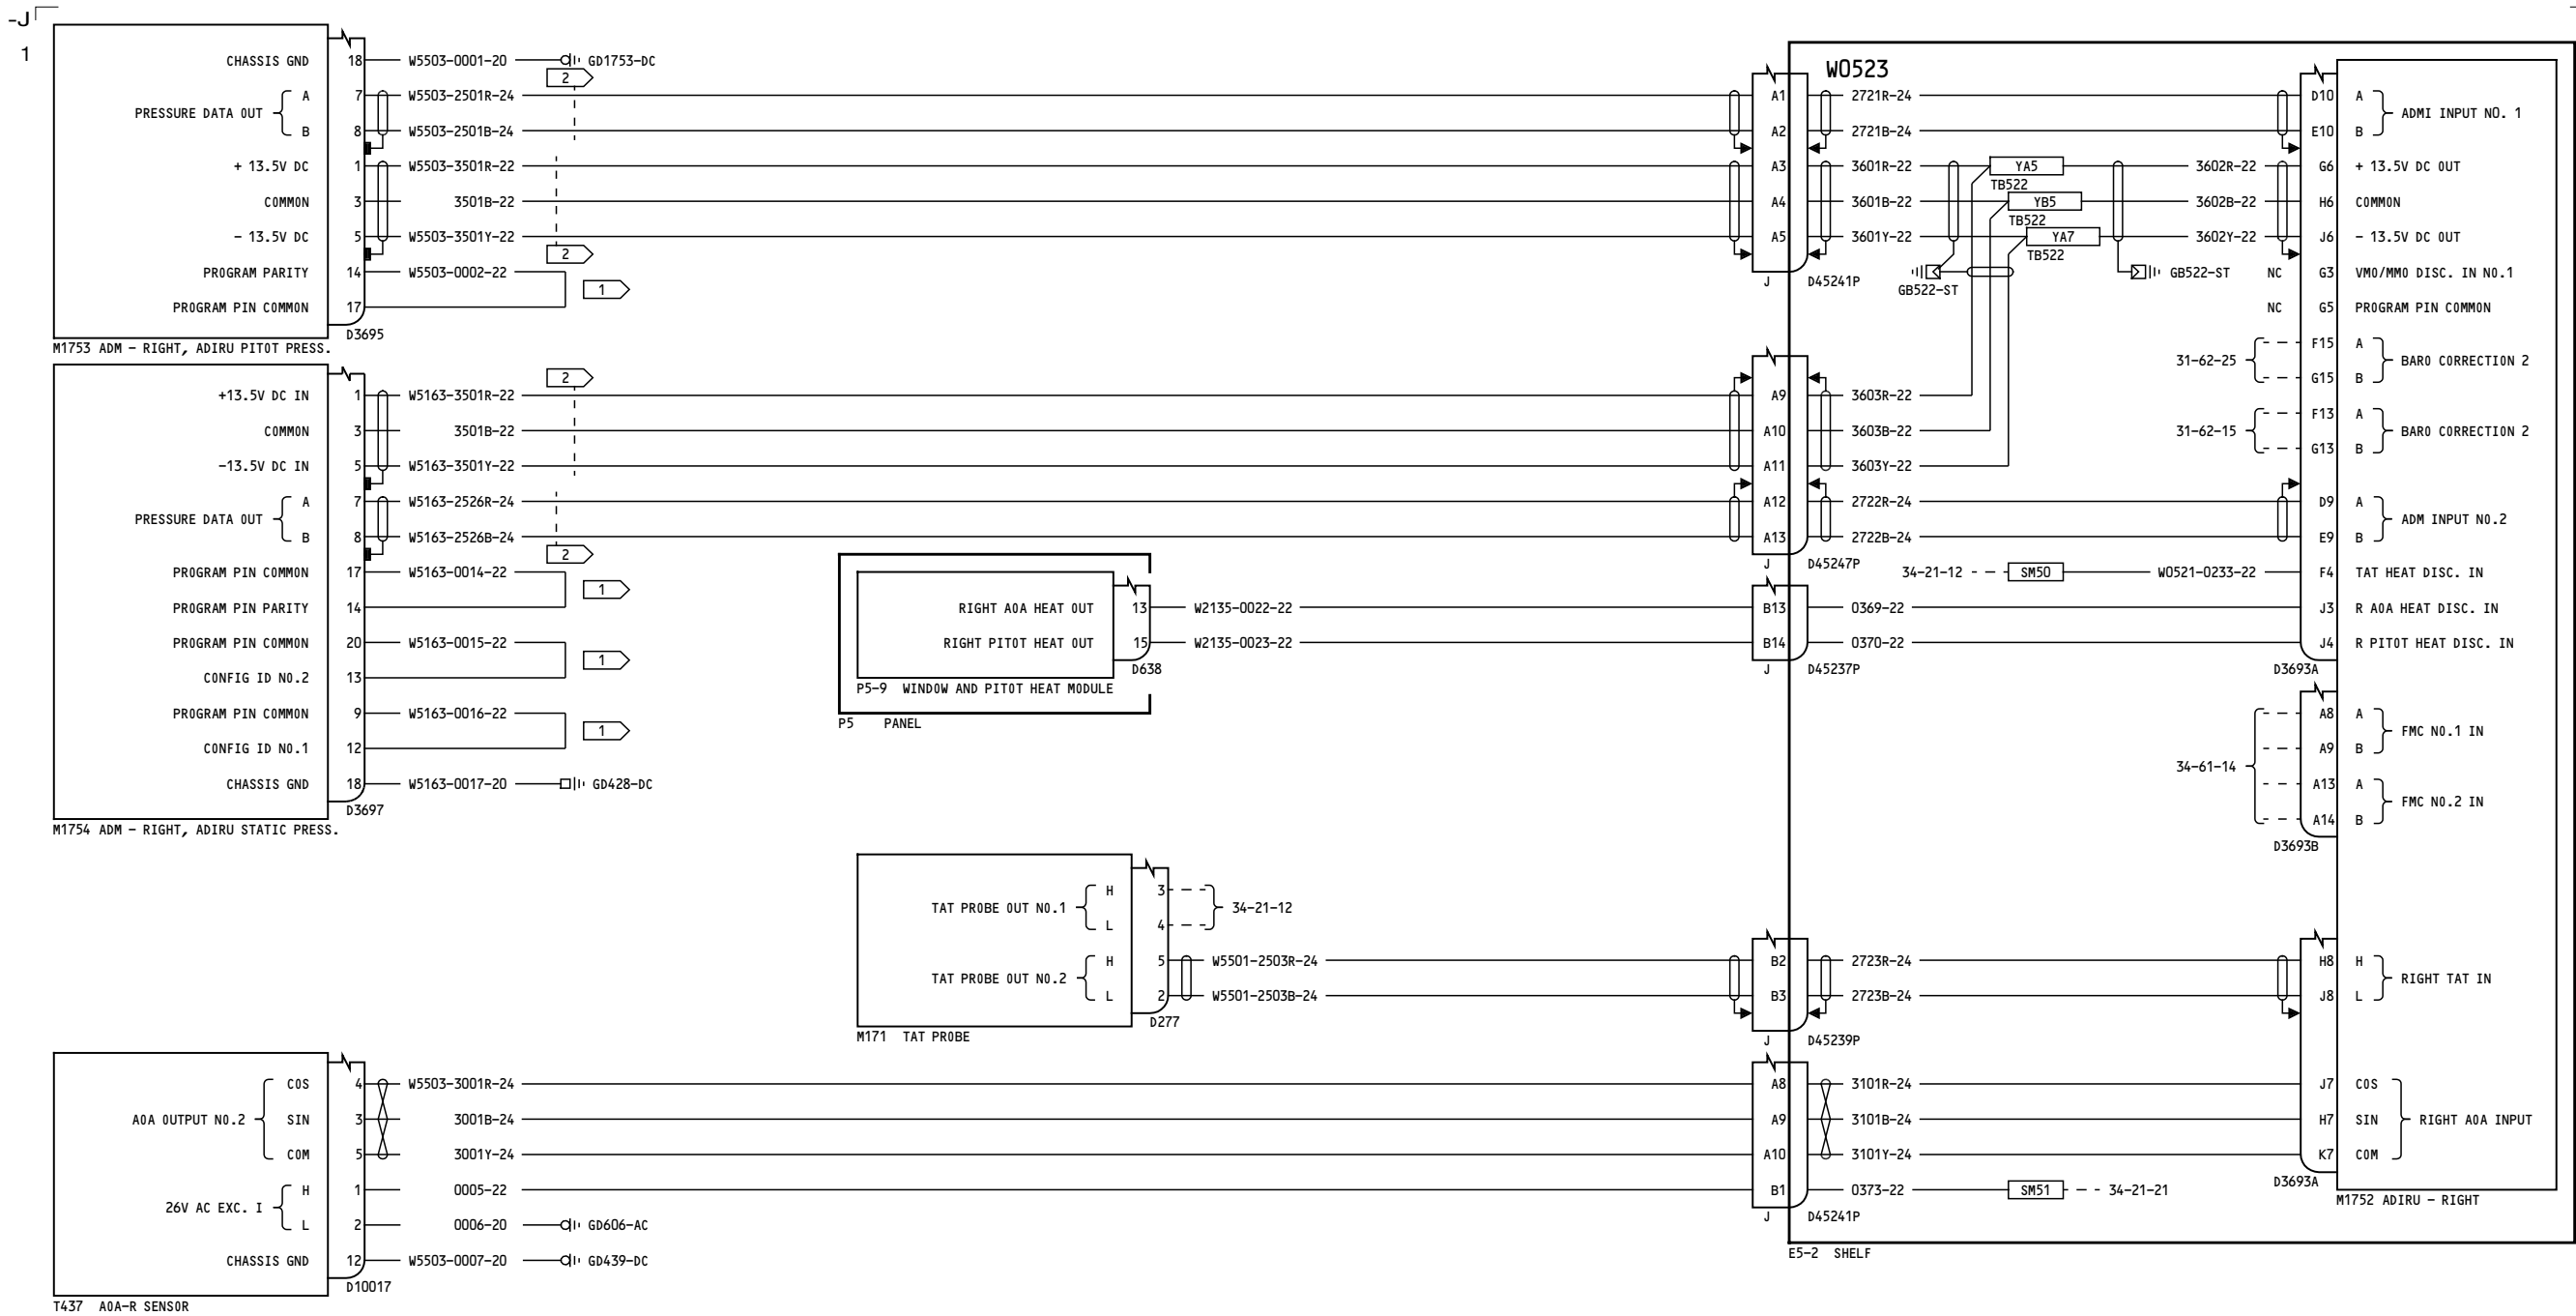 -J
1
CHASSIS GND 18 W5503-0001-20 GD1753-DC
2
PRESSURE DATA OUT
A 7 W5503-2501R-24
B 8 W5503-2501B-24
+ 13.5V DC 1 W5503-3501R-22
COMMON 3 3501B-22
- 13.5V DC 5 W5503-3501Y-22
2
PROGRAM PARITY 14 W5503-0002-22
1
PROGRAM PIN COMMON 17
D3695
M1753 ADM - RIGHT, ADIRU PITOT PRESS.
2
+13.5V DC IN 1 W5163-3501R-22
COMMON 3 3501B-22
-13.5V DC IN 5 W5163-3501Y-22
PRESSURE DATA OUT
A 7 W5163-2526R-24
B 8 W5163-2526B-24
2
PROGRAM PIN COMMON 17 W5163-0014-22
1
PROGRAM PIN PARITY 14
PROGRAM PIN COMMON 20 W5163-0015-22
1
CONFIG ID NO.2 13
PROGRAM PIN COMMON 9 W5163-0016-22
1
CONFIG ID NO.1 12
CHASSIS GND 18 W5163-0017-20 GD428-DC
D3697
M1754 ADM - RIGHT, ADIRU STATIC PRESS.
RIGHT AOA HEAT OUT 13 W2135-0022-22
RIGHT PITOT HEAT OUT 15 W2135-0023-22
D638
P5-9 WINDOW AND PITOT HEAT MODULE
P5 PANEL
TAT PROBE OUT NO.1
H 3
L 4
34-21-12
TAT PROBE OUT NO.2
H 5 W5501-2503R-24
L 2 W5501-2503B-24
D277
M171 TAT PROBE
AOA OUTPUT NO.2
COS 4 W5503-3001R-24
SIN 3 3001B-24
COM 5 3001Y-24
26V AC EXC. I
H 1 0005-22
L 2 0006-20 GD606-AC
CHASSIS GND 12 W5503-0007-20 GD439-DC
D10017
T437 AOA-R SENSOR
WO523
A1 2721R-24 D10 A
A2 2721B-24 E10 B
ADMI INPUT NO. 1
A3 3601R-22 YA5 3602R-22 G6 + 13.5V DC OUT
TB522
A4 3601B-22 YB5 3602B-22 H6 COMMON
TB522
A5 3601Y-22 YA7 3602Y-22 J6 - 13.5V DC OUT
TB522
J D45241P
GB522-ST
GB522-ST
NC G3 VMO/MMO DISC. IN NO.1
NC G5 PROGRAM PIN COMMON
31-62-25
F15 A
G15 B
BARO CORRECTION 2
31-62-15
F13 A
G13 B
BARO CORRECTION 2
A9 3603R-22
A10 3603B-22
A11 3603Y-22
A12 2722R-24 D9 A
A13 2722B-24 E9 B
ADM INPUT NO.2
J D45247P
34-21-12 SM50 WO521-0233-22 F4 TAT HEAT DISC. IN
B13 0369-22 J3 R AOA HEAT DISC. IN
B14 0370-22 J4 R PITOT HEAT DISC. IN
J D45237P
D3693A
34-61-14
A8 A
A9 B
FMC NO.1 IN
A13 A
A14 B
FMC NO.2 IN
D3693B
B2 2723R-24 H8 H
B3 2723B-24 J8 L
RIGHT TAT IN
J D45239P
A8 3101R-24 J7 COS
A9 3101B-24 H7 SIN
A10 3101Y-24 K7 COM
RIGHT AOA INPUT
B1 0373-22 SM51 34-21-21
J D45241P
D3693A
M1752 ADIRU - RIGHT
E5-2 SHELF